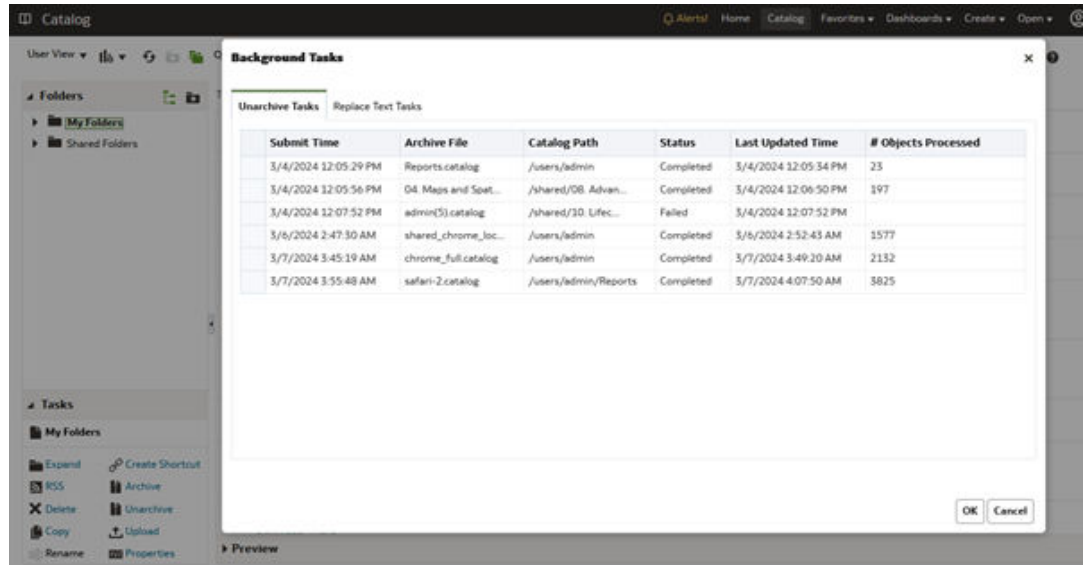 Catalog
Alerts! Home Catalog Favorites Dashboards Create Open
User View
Background Tasks
Folders
My Folders
Shared Folders
Unarchive Tasks Replace Text Tasks
Submit Time Archive File Catalog Path Status Last Updated Time # Objects Processed
3/4/2024 12:05:29 PM Reports.catalog /users/admin Completed 3/4/2024 12:05:34 PM 23
3/4/2024 12:05:56 PM 04. Maps and Spat... /shared/08. Advan... Completed 3/4/2024 12:06:50 PM 197
3/4/2024 12:07:52 PM admin(5).catalog /shared/10. Lifec... Failed 3/4/2024 12:07:52 PM
3/6/2024 2:47:30 AM shared_chrome_loc... /users/admin Completed 3/6/2024 2:52:43 AM 1577
3/7/2024 3:45:19 AM chrome_full.catalog /users/admin Completed 3/7/2024 3:49:20 AM 2132
3/7/2024 3:55:48 AM safari-2.catalog /users/admin/Reports Completed 3/7/2024 4:07:50 AM 3825
Tasks
My Folders
Expand Create Shortcut
RSS Archive
Delete Unarchive
Copy Upload
Rename Properties
OK Cancel
Preview